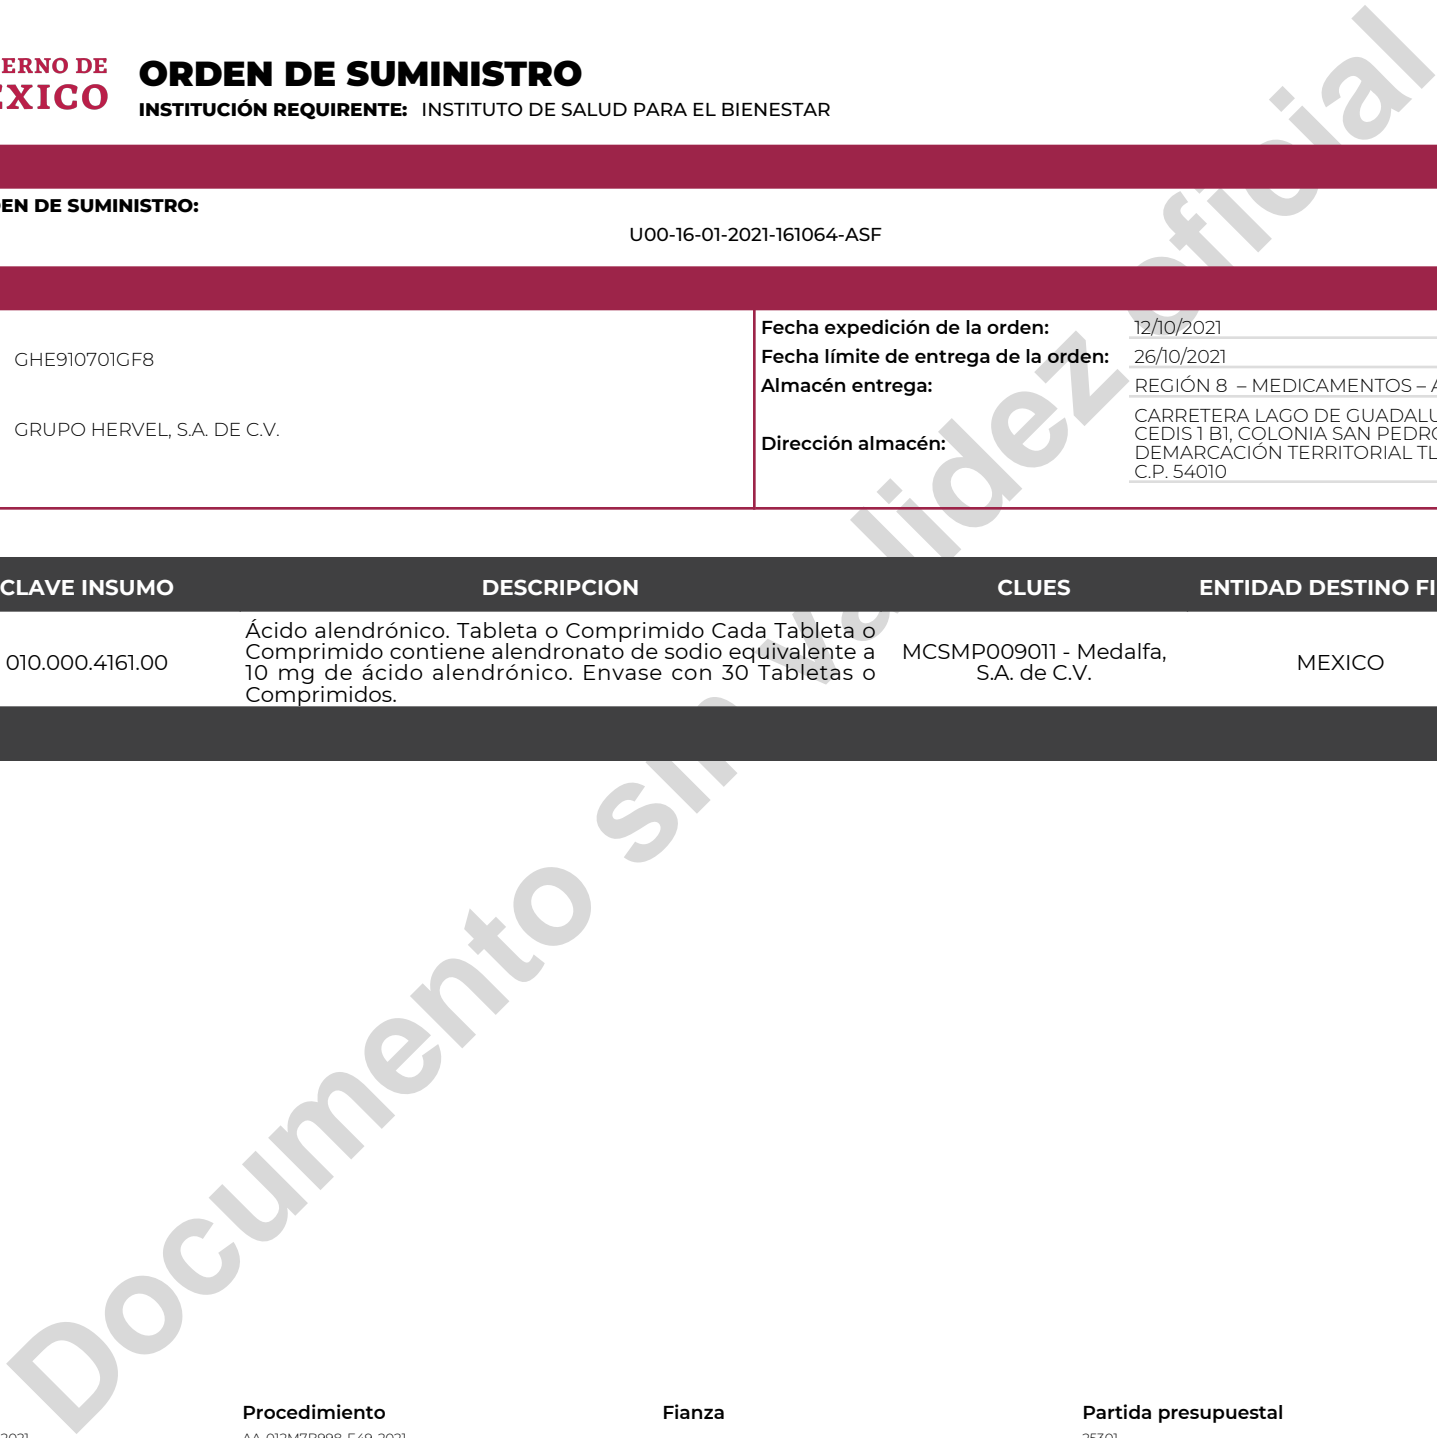 ERNO DE
ORDEN DE SUMINISTRO
INSTITUCIÓN REQUIRENTE: INSTITUTO DE SALUD PARA EL BIENESTAR
EN DE SUMINISTRO:
U00-16-01-2021-161064-ASF
GHE910701GF8
GRUPO HERVEL, S.A. DE C.V.
Fecha expedición de la orden: 12/10/2021
Fecha límite de entrega de la orden: 26/10/2021
Almacén entrega: REGIÓN 8 – MEDICAMENTOS –
Dirección almacén:
CARRETERA LAGO DE GUADALU
CEDIS 1 B1, COLONIA SAN PEDRO
DEMARCACIÓN TERRITORIAL TL
C.P. 54010
CLAVE INSUMO DESCRIPCION CLUES ENTIDAD DESTINO FI
010.000.4161.00
Ácido alendrónico. Tableta o Comprimido Cada Tableta o
Comprimido contiene alendronato de sodio equivalente a
10 mg de ácido alendrónico. Envase con 30 Tabletas o
Comprimidos.
MCSMP009011 - Medalfa,
S.A. de C.V.
MEXICO
Documento sin validez oficial
Procedimiento Fianza Partida presupuestal